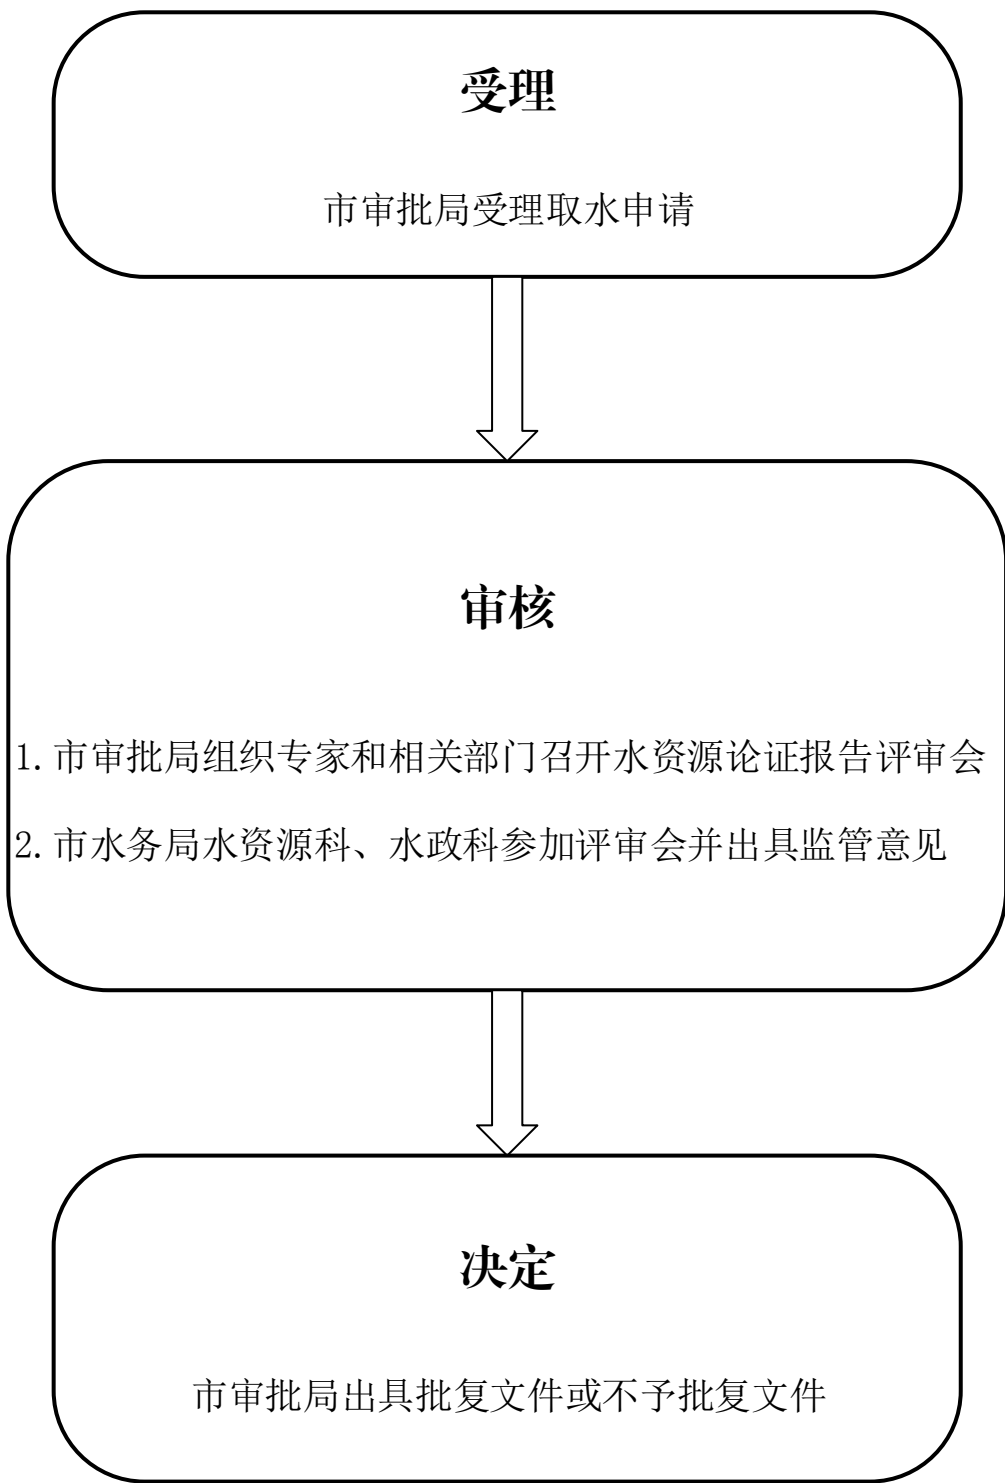 受理
市审批局受理取水申请
审核
1.市审批局组织专家和相关部门召开水资源论证报告评审会
2.市水务局水资源科、水政科参加评审会并出具监管意见
决定
市审批局出具批复文件或不予批复文件